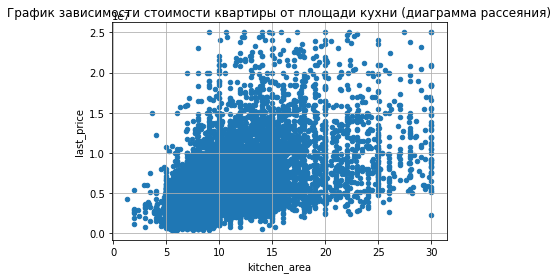 График зависимости стоимости квартиры от площади кухни (диаграмма рассеяния)
1e7
2.5
2.0
1.5
1.0
0.5
0.0
last_price
0 5 10 15 20 25 30
kitchen_area